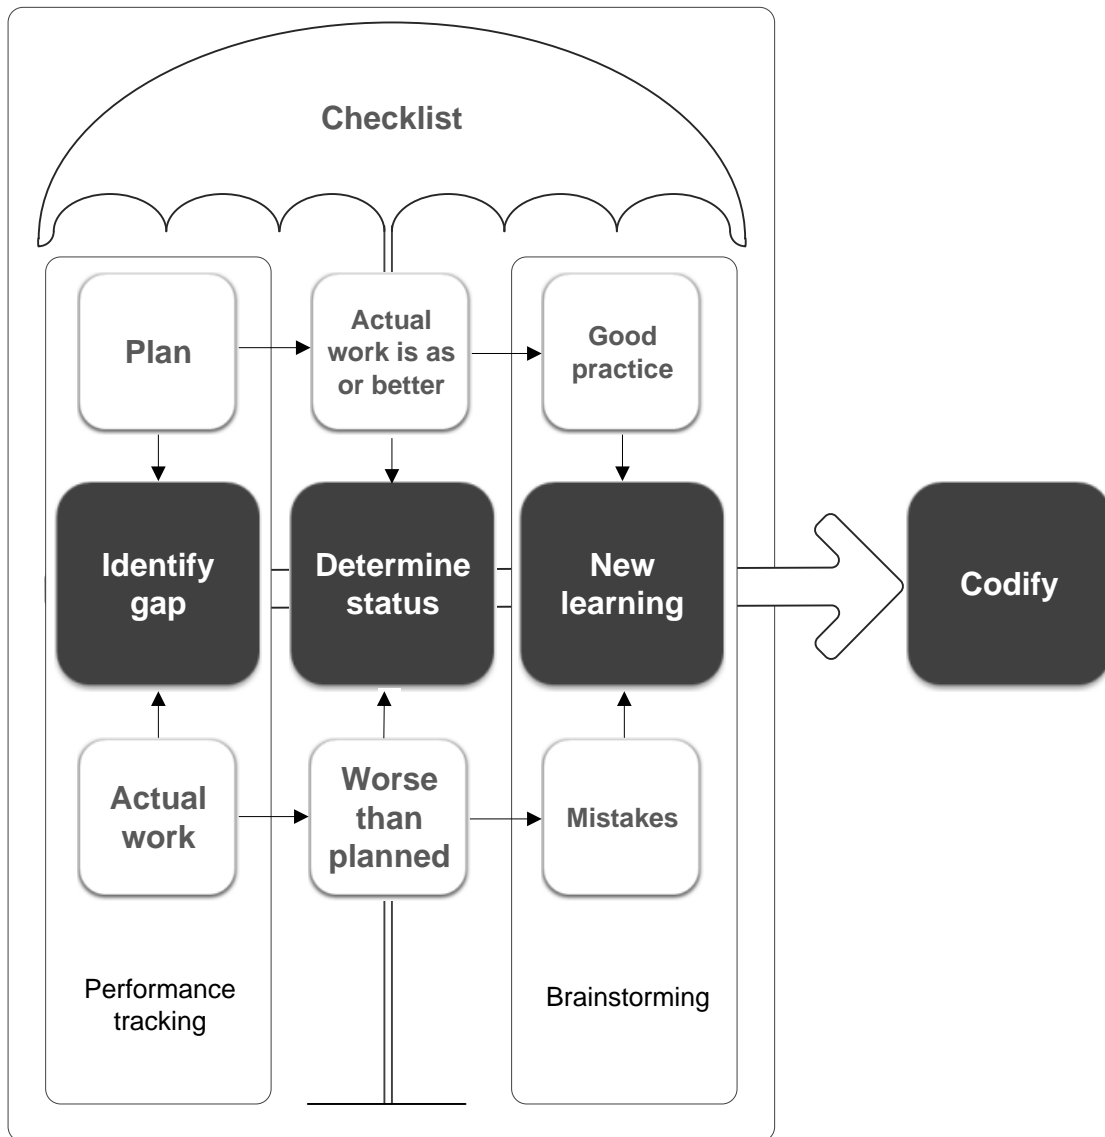 Checklist
Plan
Actual
work is as
or better
Good
practice
Identify
gap
Determine
status
New
learning
Codify
Actual
work
Worse
than
planned
Mistakes
Performance
tracking
Brainstorming